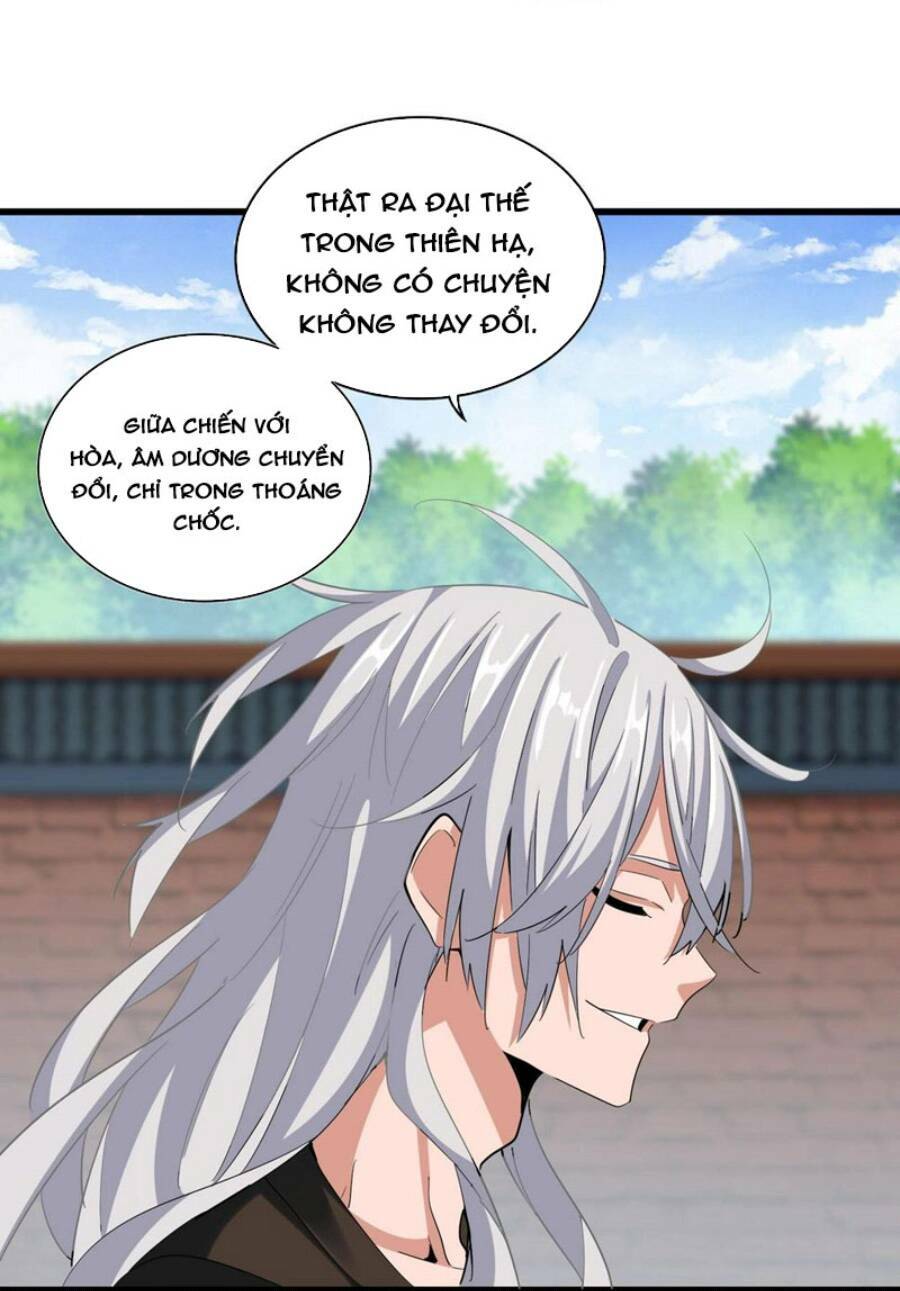 THẬT RA ĐẠI THẾ
TRONG THIÊN HẠ,
KHÔNG CÓ CHUYỆN
KHÔNG THAY ĐỔI.
GIỮA CHIẾN VỚI
HÒA, ÂM DƯƠNG CHUYỂN
ĐỔI, CHỈ TRONG THOÁNG
CHỐC.